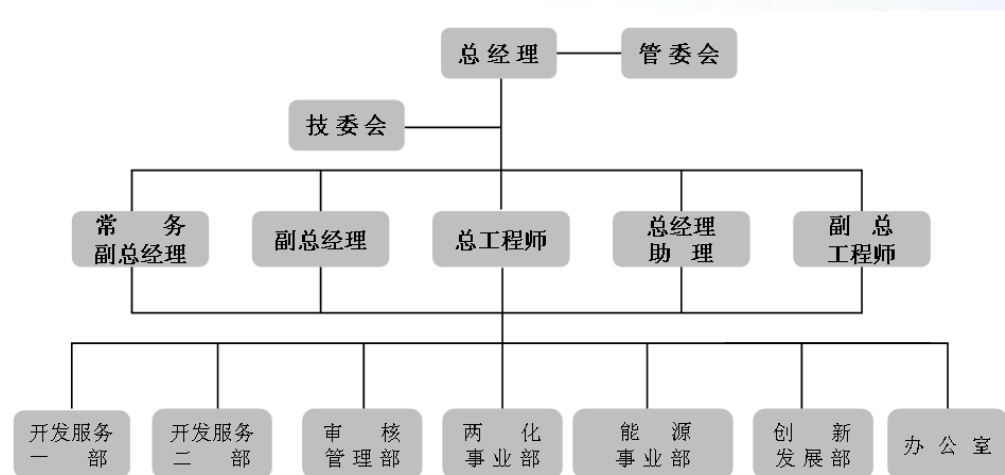 总经理
管委会
技委会
常务
副总经理
副总经理
总工程师
总经理
助理
副总
工程师
开发服务
一部
开发服务
二部
审核
管理部
两化
事业部
能源
事业部
创新
发展部
办公室